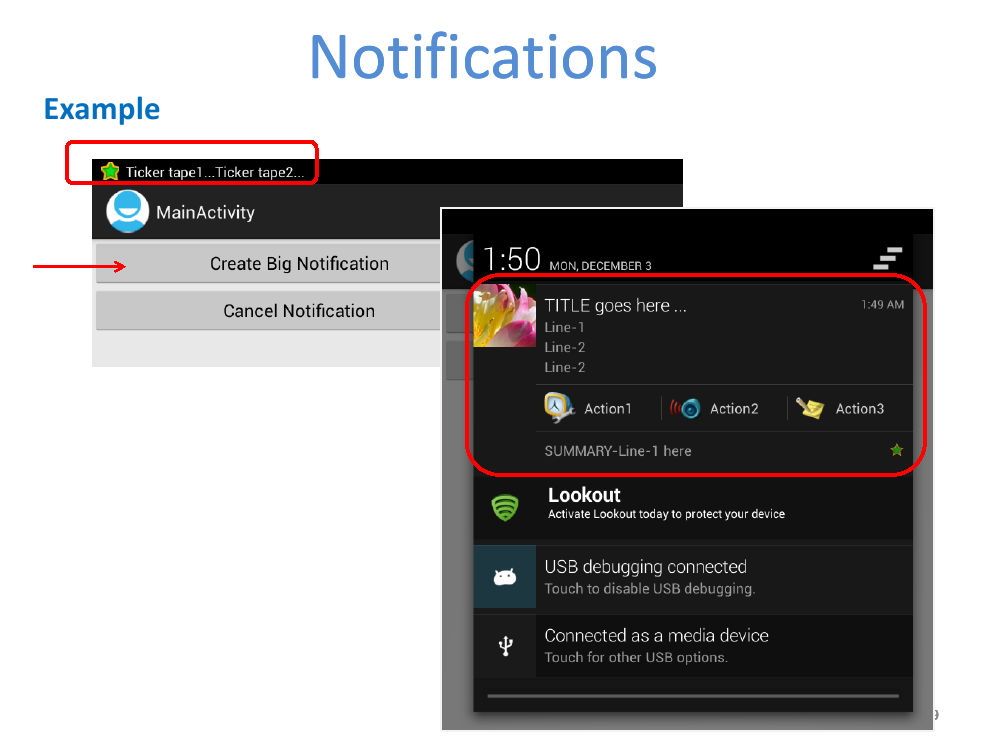 Notifications
Example
Ticker tape1...Ticker tape2...
MainActivity
Create Big Notification
Cancel Notification
1:50 MON, DECEMBER 3
TITLE goes here ... 1:49 AM
Line-1
Line-2
Line-2
Action1 Action2 Action3
SUMMARY-Line-1 here
Lookout
Activate Lookout today to protect your device
USB debugging connected
Touch to disable USB debugging.
Connected as a media device
Touch for other USB options.